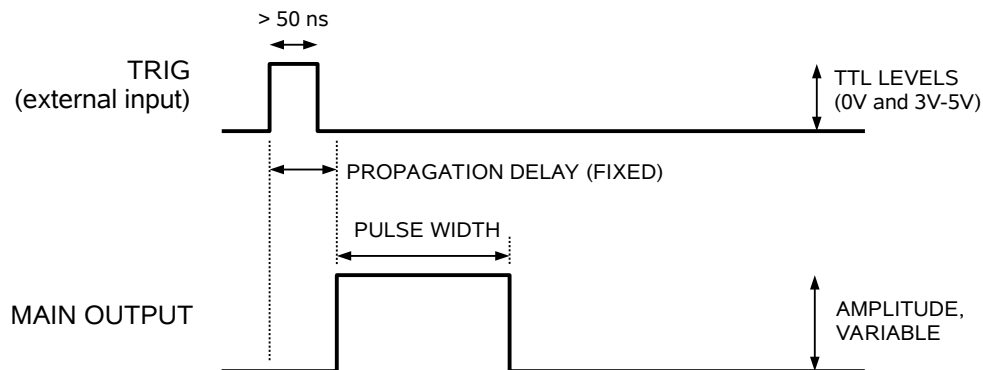 > 50 ns
TRIG
(external input)
TTL LEVELS
(0V and 3V-5V)
PROPAGATION DELAY (FIXED)
PULSE WIDTH
MAIN OUTPUT
AMPLITUDE,
VARIABLE